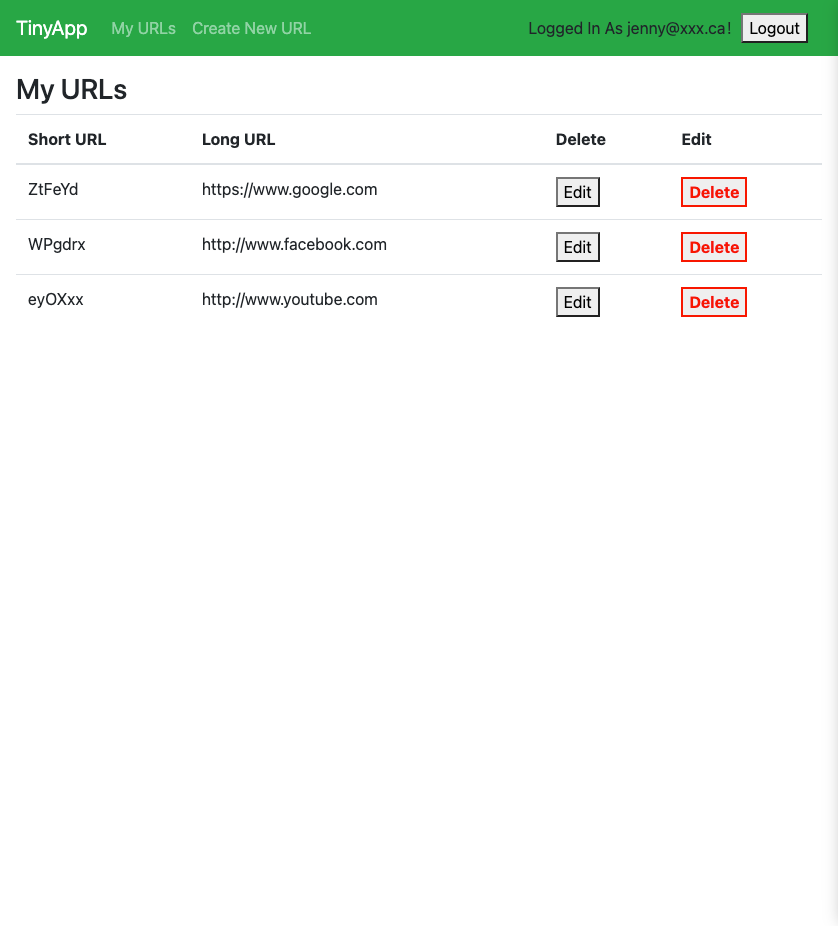 TinyApp My URLs Create New URL Logged In As jenny@xxx.ca! Logout
My URLs
Short URL Long URL Delete Edit
ZtFeYd https://www.google.com Edit Delete
WPgdrx http://www.facebook.com Edit Delete
eyOXxx http://www.youtube.com Edit Delete